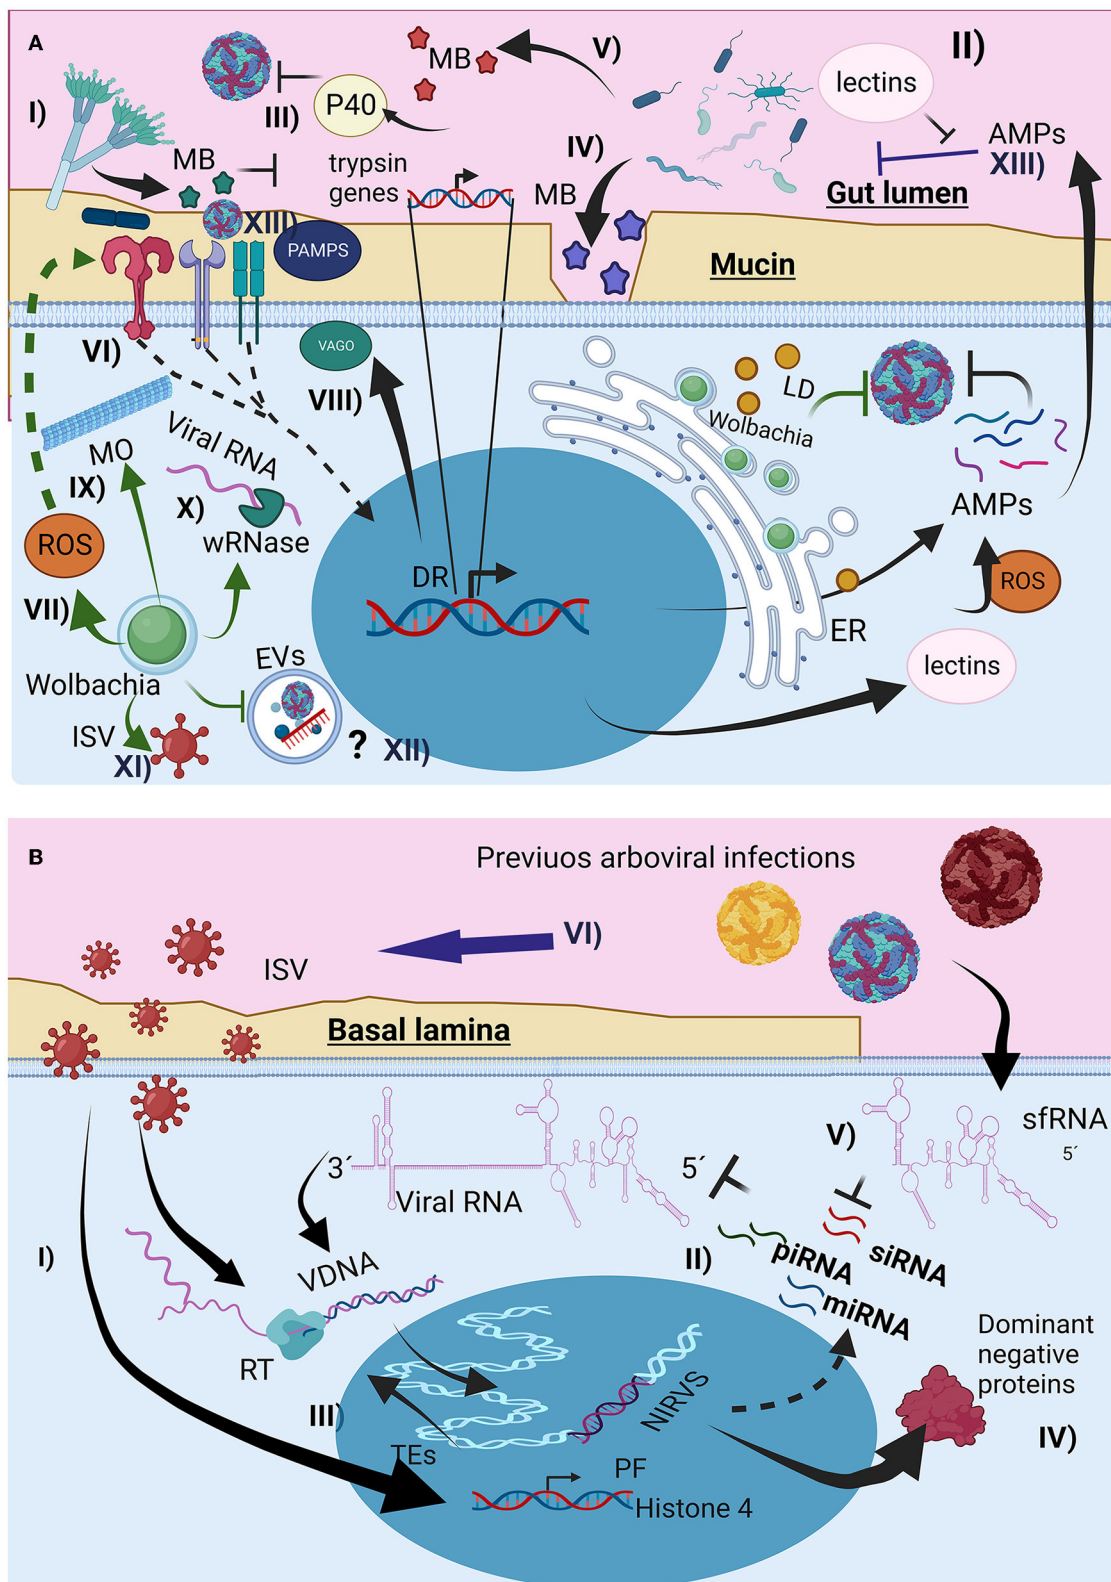 A
I)
MB
III)
P40
MB
V)
lectins
II)
AMPs
XIII)
trypsin
genes
IV)
MB
Gut lumen
XIII)
PAMPS
Mucin
VI)
VAGO
VIII)
LD
Wolbachia
MO
IX)
Viral RNA
X)
wRNase
AMPs
ROS
VII)
DR
ROS
ER
lectins
Wolbachia
EVs
ISV
XI)
?
XII)
B
Previuos arboviral infections
VI)
ISV
Basal lamina
sfRNA
5´
V)
3´
5´
Viral RNA
I)
VDNA
II)
piRNA
siRNA
miRNA
RT
Dominant
negative
proteins
IV)
III)
TEs
NIRVS
PF
Histone 4